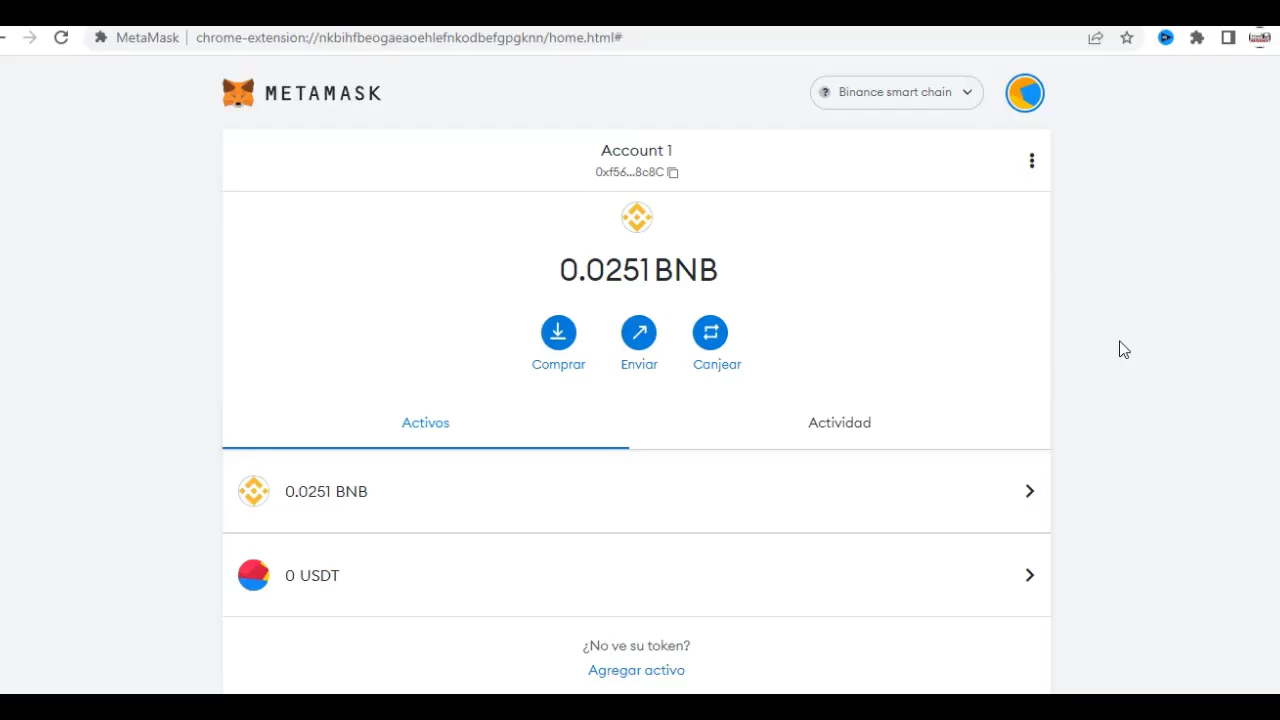 MetaMask | chrome-extension://nkbihfbeogaeaoehlefnkodbefgpgknn/home.html#
METAMASK
? Binance smart chain
Account 1
0xf56...8c8C
0.0251 BNB
Comprar Enviar Canjear
Activos Actividad
0.0251 BNB
0 USDT
¿No ve su token?
Agregar activo